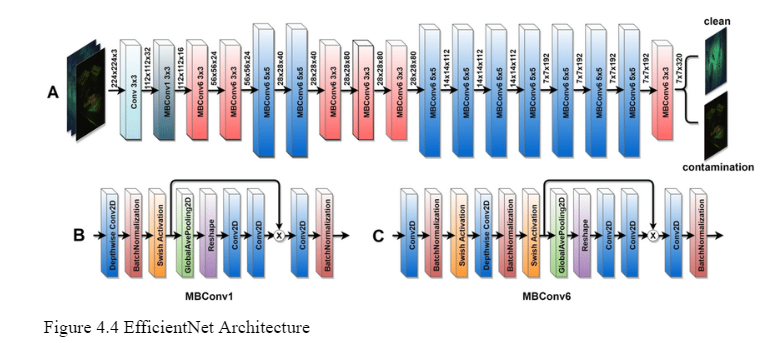 clean
A
224x224x3
Conv 3x3
112x112x32
MBConv1 3x3
112x112x16
MBConv6 3x3
56x56x24
MBConv6 3x3
56x56x24
MBConv6 5x5
28x28x40
MBConv6 5x5
28x28x40
MBConv6 3x3
28x28x80
MBConv6 3x3
28x28x80
MBConv6 3x3
28x28x80
MBConv6 5x5
14x14x112
MBConv6 5x5
14x14x112
MBConv6 5x5
14x14x112
MBConv6 5x5
7x7x192
MBConv6 5x5
7x7x192
MBConv6 5x5
7x7x192
MBConv6 5x5
7x7x192
MBConv6 3x3
7x7x320
contamination
B
Depthwise Conv2D
BatchNormalization
Swish Activation
GlobalAvePooling2D
Reshape
Conv2D
Conv2D
X
Conv2D
BatchNormalization
MBConv1
C
Conv2D
BatchNormalization
Swish Activation
Depthwise Conv2D
BatchNormalization
Swish Activation
GlobalAvePooling2D
Reshape
Conv2D
Conv2D
X
Conv2D
BatchNormalization
MBConv6
Figure 4.4 EfficientNet Architecture